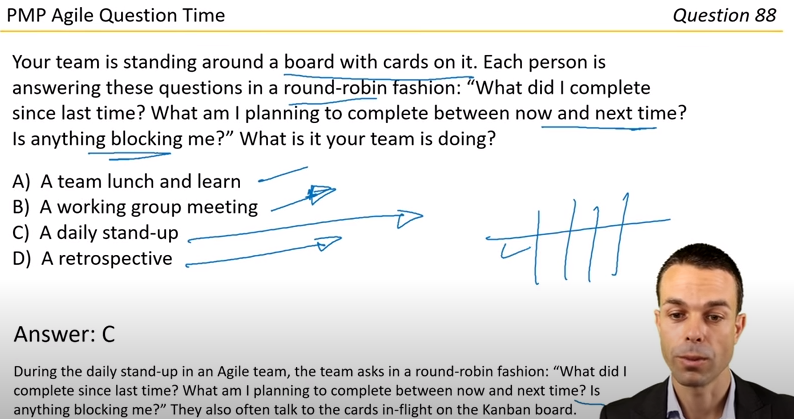 PMP Agile Question Time
Question 88
Your team is standing around a board with cards on it. Each person is
answering these questions in a round-robin fashion: “What did I complete
since last time? What am I planning to complete between now and next time?
Is anything blocking me?” What is it your team is doing?
A) A team lunch and learn
B) A working group meeting
C) A daily stand-up
D) A retrospective
Answer: C
During the daily stand-up in an Agile team, the team asks in a round-robin fashion: “What did I
complete since last time? What am I planning to complete between now and next time? Is
anything blocking me?” They also often talk to the cards in-flight on the Kanban board.